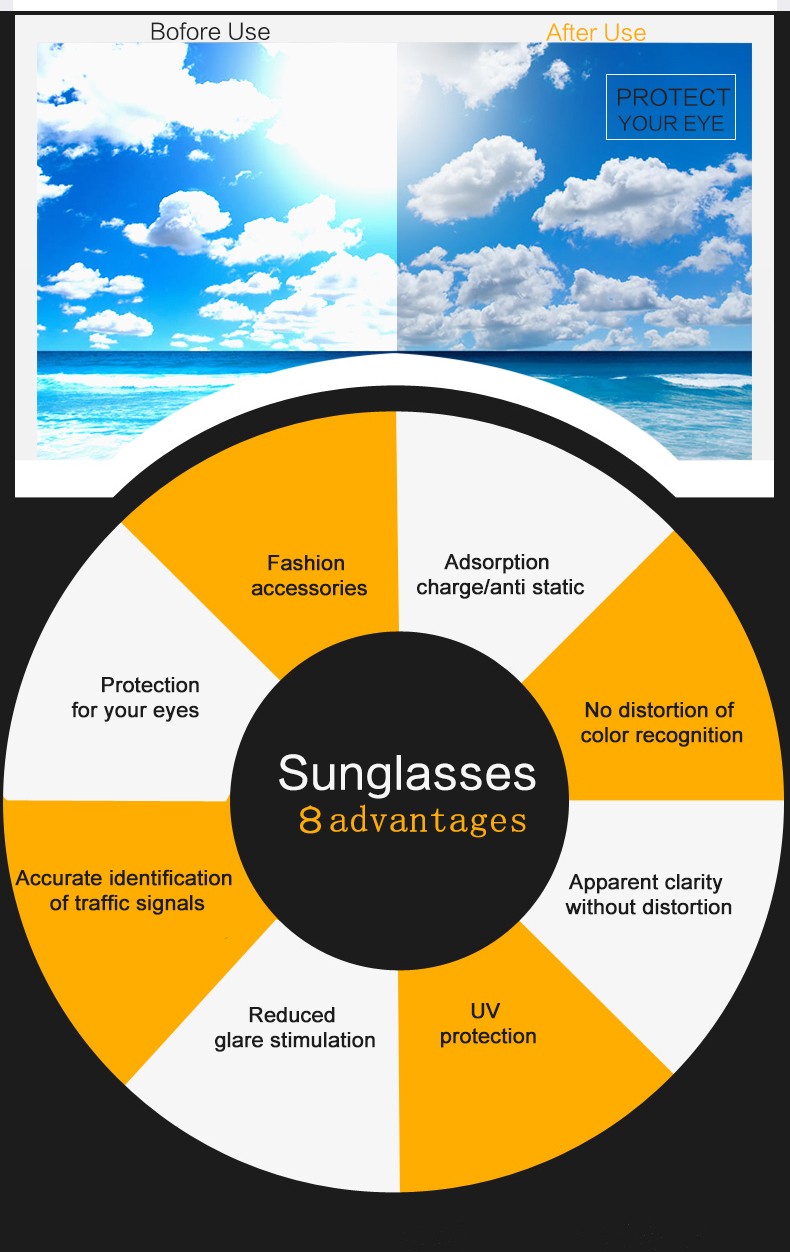 Bofore Use
After Use
PROTECT
YOUR EYE
Fashion
accessories
Adsorption
charge/anti static
Protection
for your eyes
No distortion of
color recognition
Sunglasses
8 advantages
Accurate identification
of traffic signals
Apparent clarity
without distortion
Reduced
glare stimulation
UV
protection